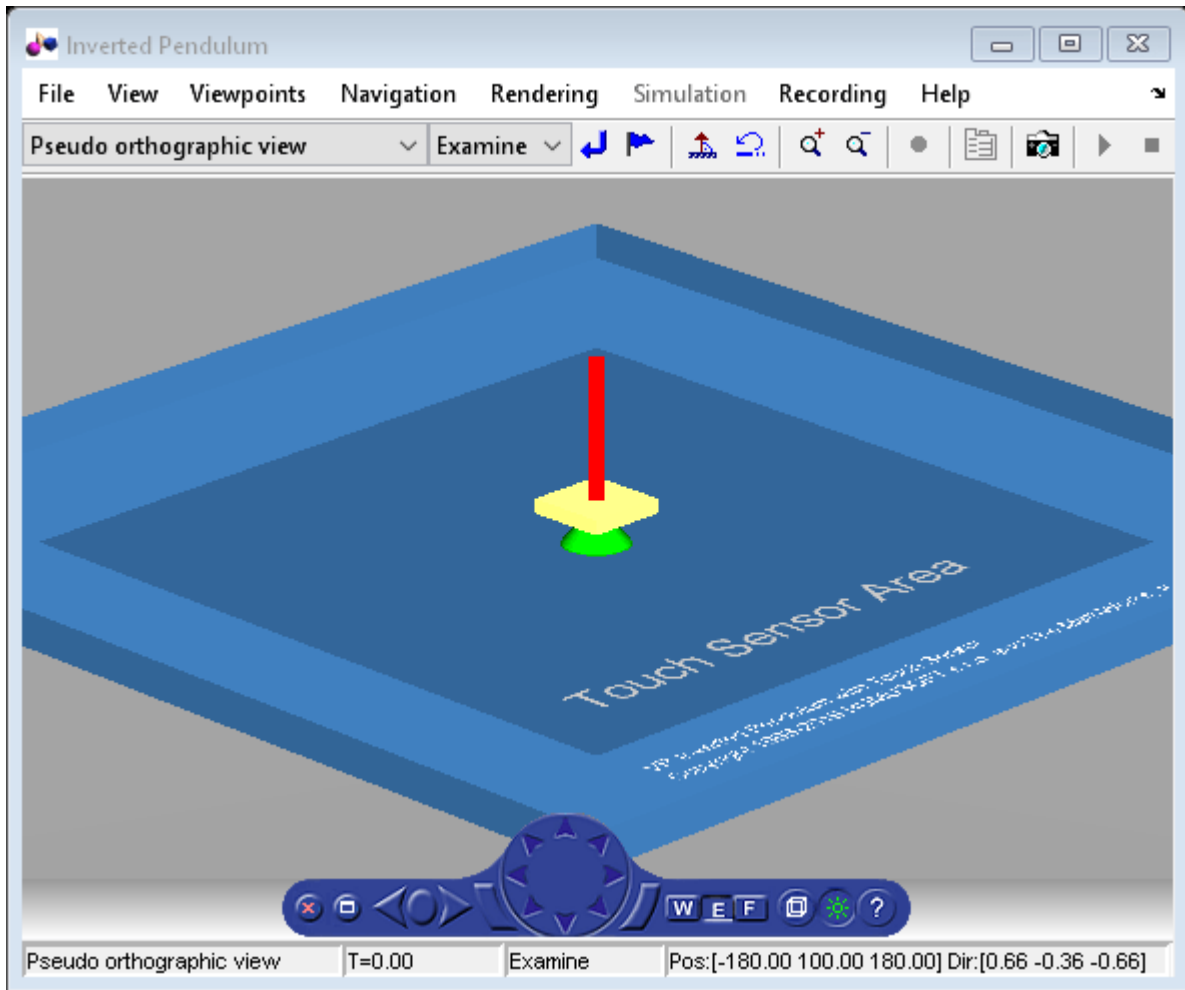 Inverted Pendulum
File View Viewpoints Navigation Rendering Simulation Recording Help
Pseudo orthographic view Examine
Touch Sensor Area
W E F ?
Pseudo orthographic view T=0.00 Examine Pos:[-180.00 100.00 180.00] Dir:[0.66 -0.36 -0.66]